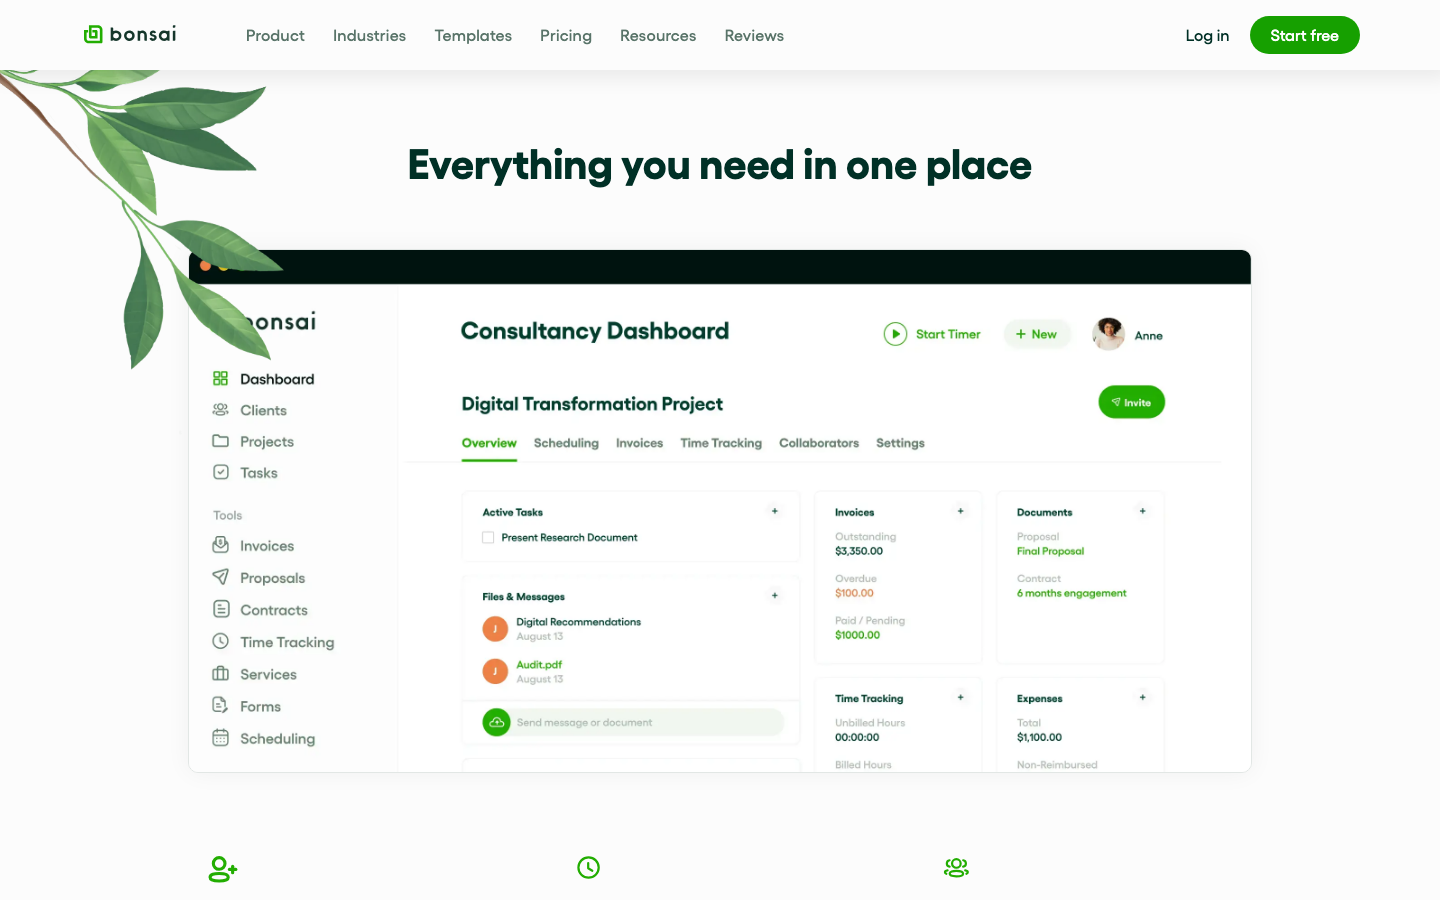 bonsai
Product Industries Templates Pricing Resources Reviews
Log in
Start free
Everything you need in one place
bonsai
Dashboard
Clients
Projects
Tasks
Tools
Invoices
Proposals
Contracts
Time Tracking
Services
Forms
Scheduling
Consultancy Dashboard
Start Timer
+ New
Anne
Digital Transformation Project
Invite
Overview Scheduling Invoices Time Tracking Collaborators Settings
Active Tasks +
Present Research Document
Files & Messages +
J
Digital Recommendations
August 13
J
Audit.pdf
August 13
Send message or document
Invoices +
Outstanding
$3,350.00
Overdue
$100.00
Paid / Pending
$1000.00
Documents +
Proposal
Final Proposal
Contract
6 months engagement
Time Tracking +
Unbilled Hours
00:00:00
Billed Hours
Expenses +
Total
$1,100.00
Non-Reimbursed